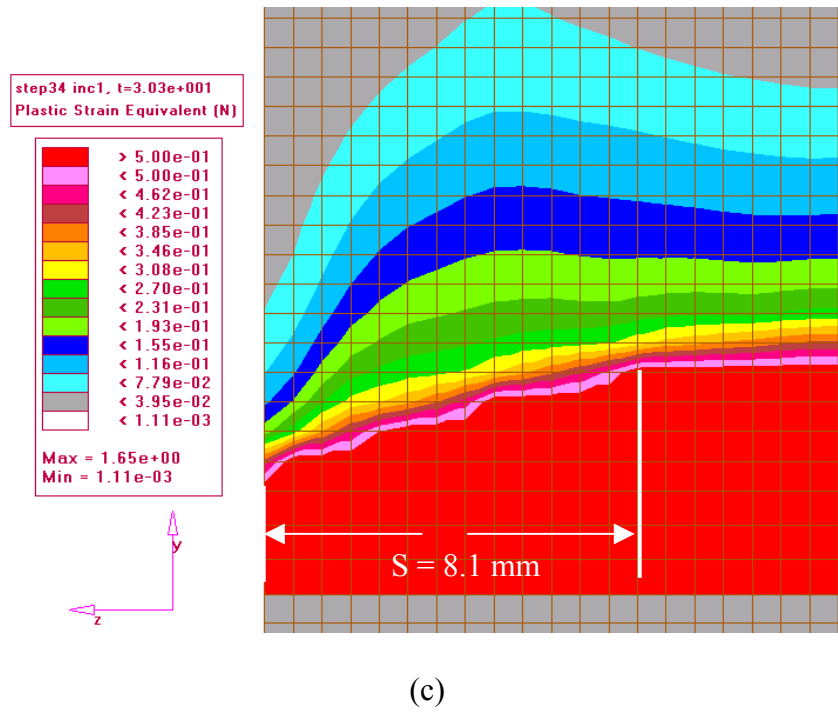 step34 inc1, t=3.03e+001
Plastic Strain Equivalent (N)
> 5.00e-01
< 5.00e-01
< 4.62e-01
< 4.23e-01
< 3.85e-01
< 3.46e-01
< 3.08e-01
< 2.70e-01
< 2.31e-01
< 1.93e-01
< 1.55e-01
< 1.16e-01
< 7.79e-02
< 3.95e-02
< 1.11e-03
Max = 1.65e+00
Min = 1.11e-03
y
z
S = 8.1 mm
(c)